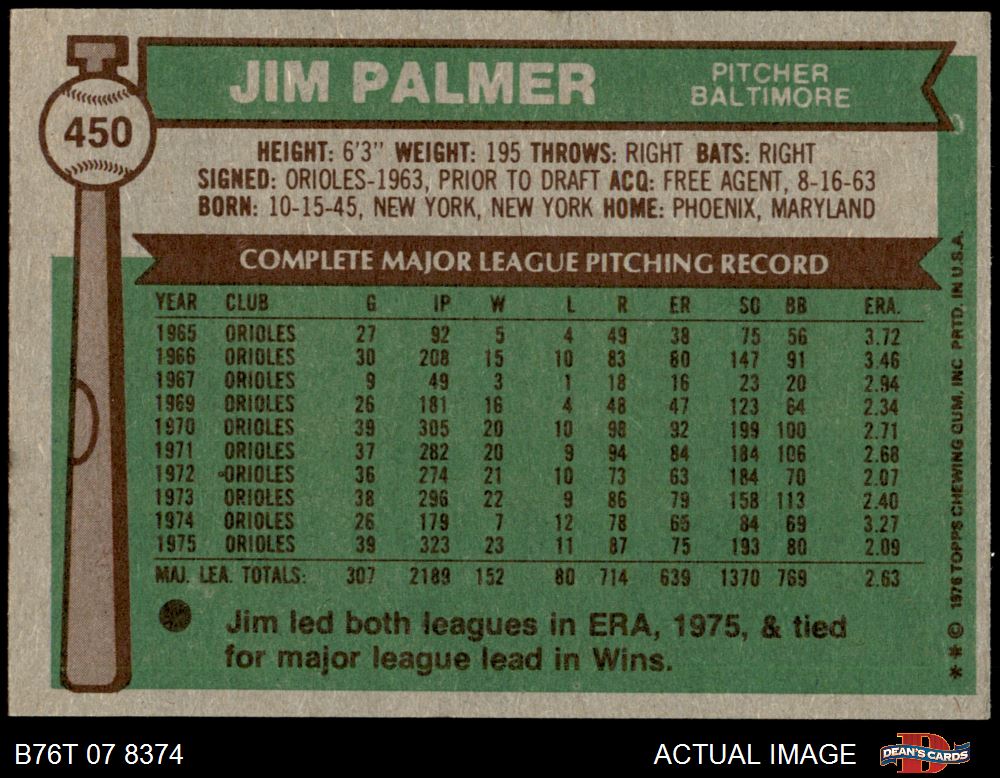 JIM PALMER
PITCHER
BALTIMORE
450
HEIGHT: 6'3" WEIGHT: 195 THROWS: RIGHT BATS: RIGHT
SIGNED: ORIOLES-1963, PRIOR TO DRAFT ACQ: FREE AGENT, 8-16-63
BORN: 10-15-45, NEW YORK, NEW YORK HOME: PHOENIX, MARYLAND
COMPLETE MAJOR LEAGUE PITCHING RECORD
YEAR CLUB G IP W L R ER SO BB ERA.
1965 ORIOLES 27 92 5 4 49 38 75 56 3.72
1966 ORIOLES 30 208 15 10 83 80 147 91 3.46
1967 ORIOLES 9 49 3 1 18 16 23 20 2.94
1969 ORIOLES 26 181 16 4 48 47 123 64 2.34
1970 ORIOLES 39 305 20 10 98 92 199 100 2.71
1971 ORIOLES 37 282 20 9 94 84 184 106 2.68
1972 ORIOLES 36 274 21 10 73 63 184 70 2.07
1973 ORIOLES 38 296 22 9 86 79 158 113 2.40
1974 ORIOLES 26 179 7 12 78 65 84 69 3.27
1975 ORIOLES 39 323 23 11 87 75 193 80 2.09
MAJ. LEA. TOTALS: 307 2189 152 80 714 639 1370 769 2.63
Jim led both leagues in ERA, 1975, & tied
for major league lead in Wins.
* * © 1976 TOPPS CHEWING GUM, INC PRTD. IN U.S.A.
B76T 07 8374
ACTUAL IMAGE
DEAN'S CARDS